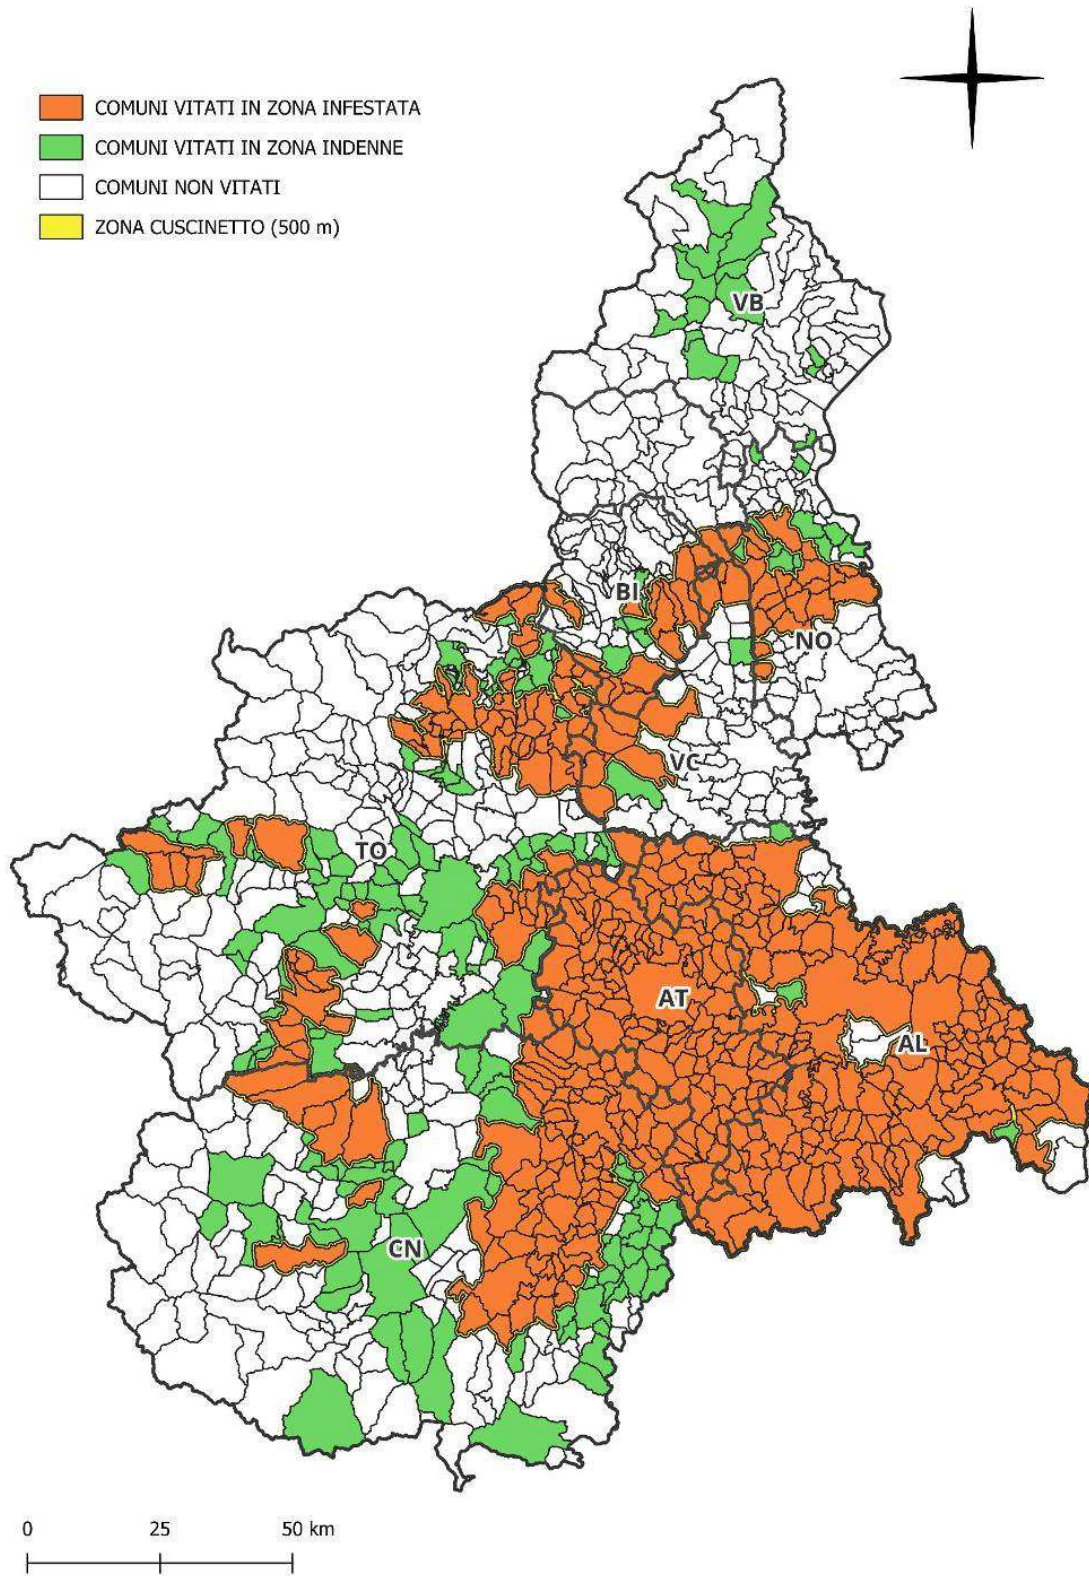 COMUNI VITATI IN ZONA INFESTATA
COMUNI VITATI IN ZONA INDENNE
COMUNI NON VITATI
ZONA CUSCINETTO (500 m)
VB
BI
NO
VC
TO
AT
AL
CN
0 25 50 km